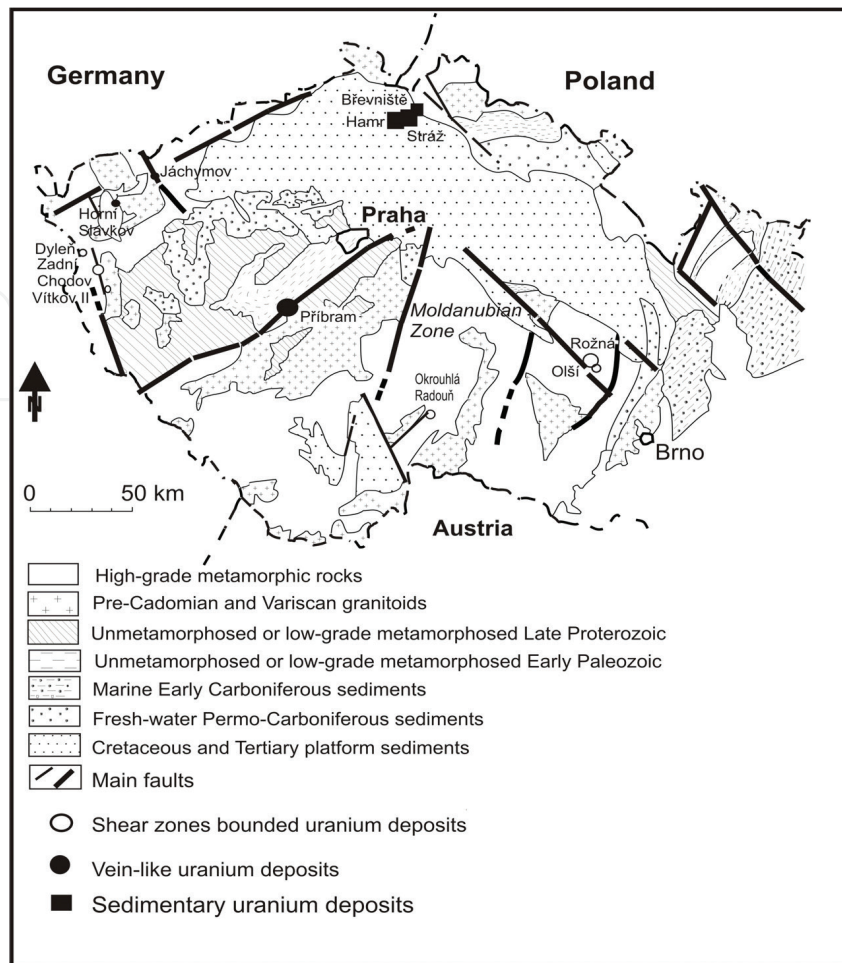 Germany
Poland
Břevniště
Hamr
Stráž
Jáchymov
Horní
Slavkov
Praha
Dyleň
Zadní
Chodov
Vítkov II
Příbram
Moldanubian
Zone
Rožná
Olší
Okrouhlá
Radouň
N
Brno
0 50 km
Austria
High-grade metamorphic rocks
Pre-Cadomian and Variscan granitoids
Unmetamorphosed or low-grade metamorphosed Late Proterozoic
Unmetamorphosed or low-grade metamorphosed Early Paleozoic
Marine Early Carboniferous sediments
Fresh-water Permo-Carboniferous sediments
Cretaceous and Tertiary platform sediments
Main faults
Shear zones bounded uranium deposits
Vein-like uranium deposits
Sedimentary uranium deposits